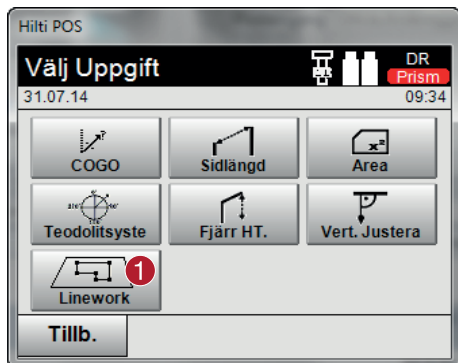 Hilti POS
Välj Uppgift
DR
Prism
31.07.14 09:34
COGO Sidlängd Area
Teodolitsyste Fjärr HT. Vert. Justera
1
Linework
Tillb.